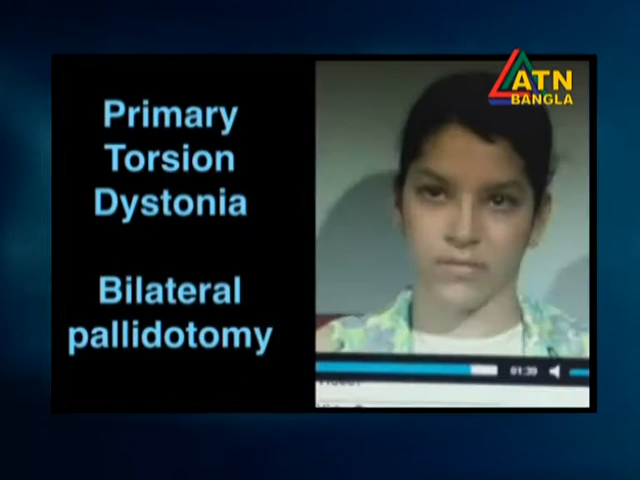 Primary
Torsion
Dystonia
Bilateral
pallidotomy
ATN
BANGLA
01:39